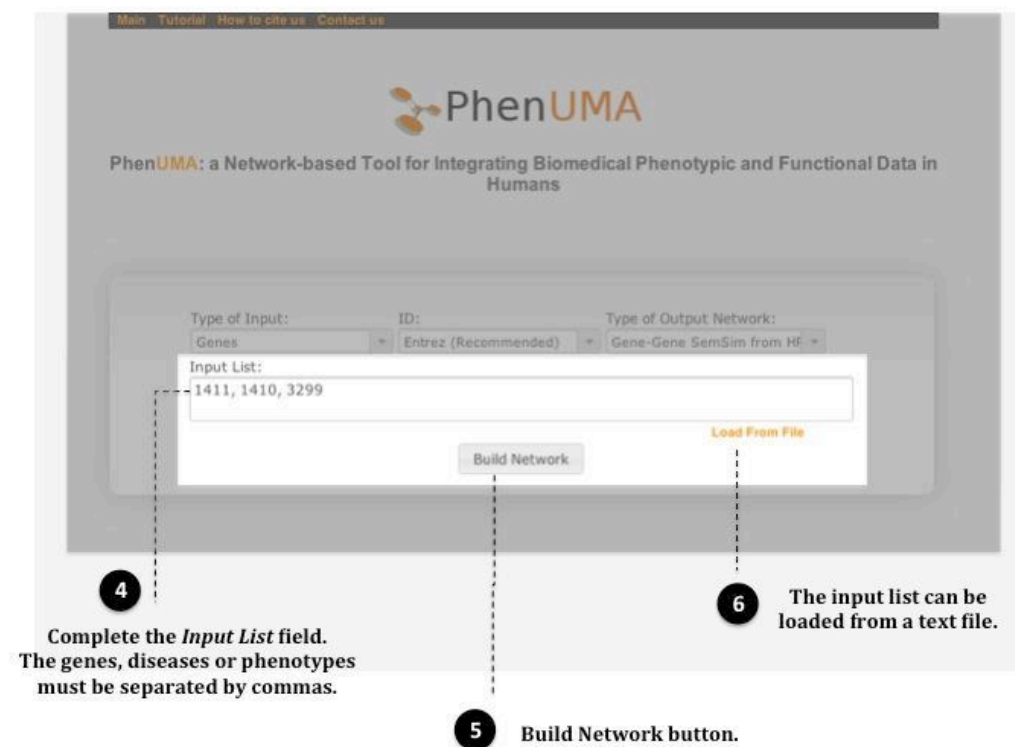 Main Tutorial How to cite us Contact us
PhenUMA
PhenUMA: a Network-based Tool for Integrating Biomedical Phenotypic and Functional Data in
Humans
Type of Input: ID: Type of Output Network:
Genes Entrez (Recommended) Gene-Gene SemSim from HF
Input List:
1411, 1410, 3299
Load From File
Build Network
4
Complete the Input List field.
The genes, diseases or phenotypes
must be separated by commas.
6
The input list can be
loaded from a text file.
5 Build Network button.